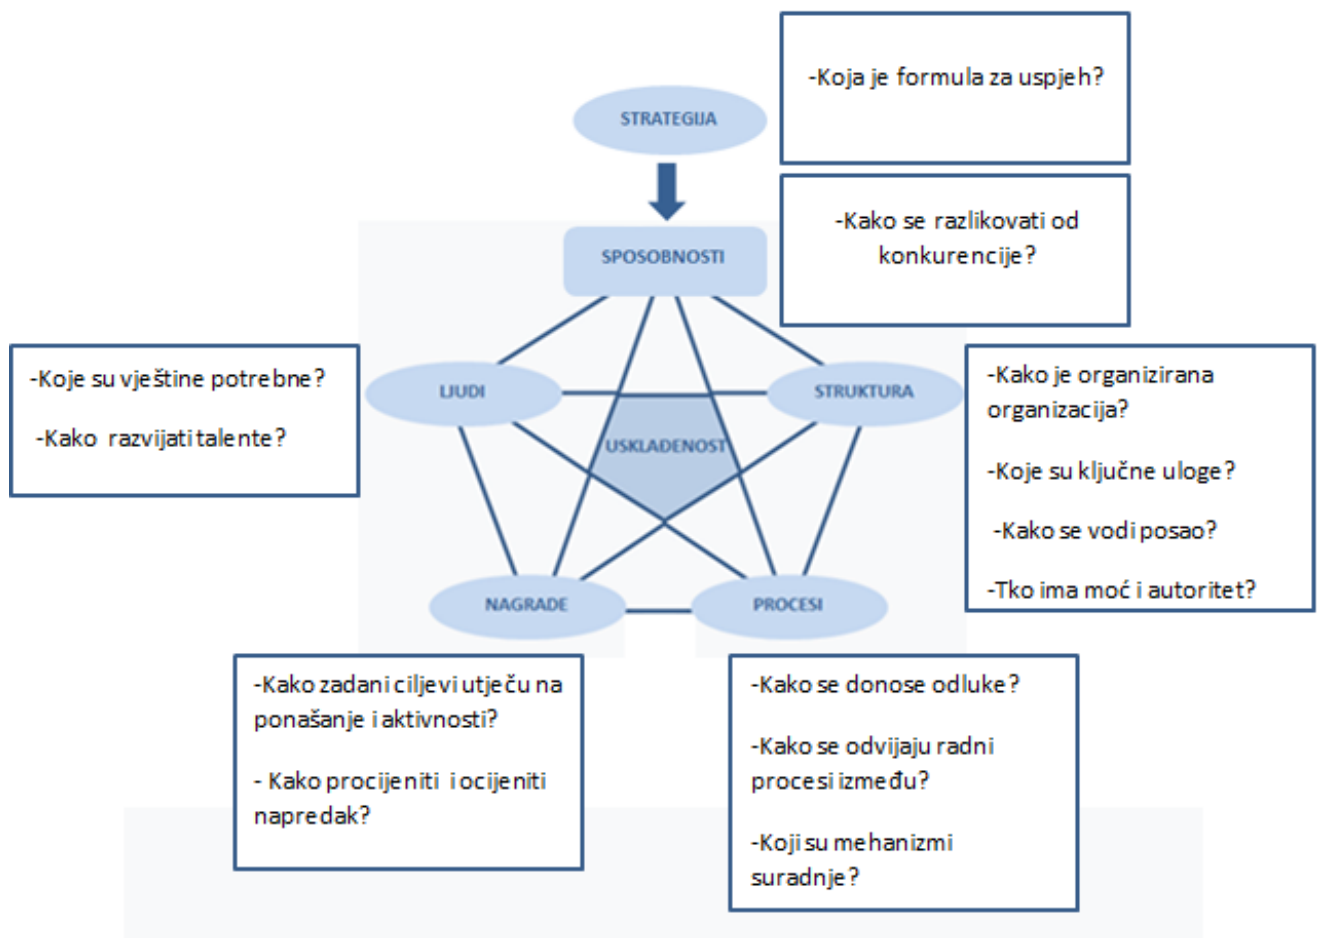 -Koja je formula za uspjeh?
STRATEGIJA
-Kako se razlikovati od
konkurencije?
SPOSOBNOSTI
-Koje su vještine potrebne?
-Kako razvijati talente?
LJUDI
STRUKTURA
-Kako je organizirana
organizacija?
-Koje su ključne uloge?
-Kako se vodi posao?
-Tko ima moć i autoritet?
USKLAĐENOST
NAGRADE
PROCESI
-Kako zadani ciljevi utječu na
ponašanje i aktivnosti?
- Kako procijeniti i ocijeniti
napredak?
-Kako se donose odluke?
-Kako se odvijaju radni
procesi između?
-Koji su mehanizmi
suradnje?